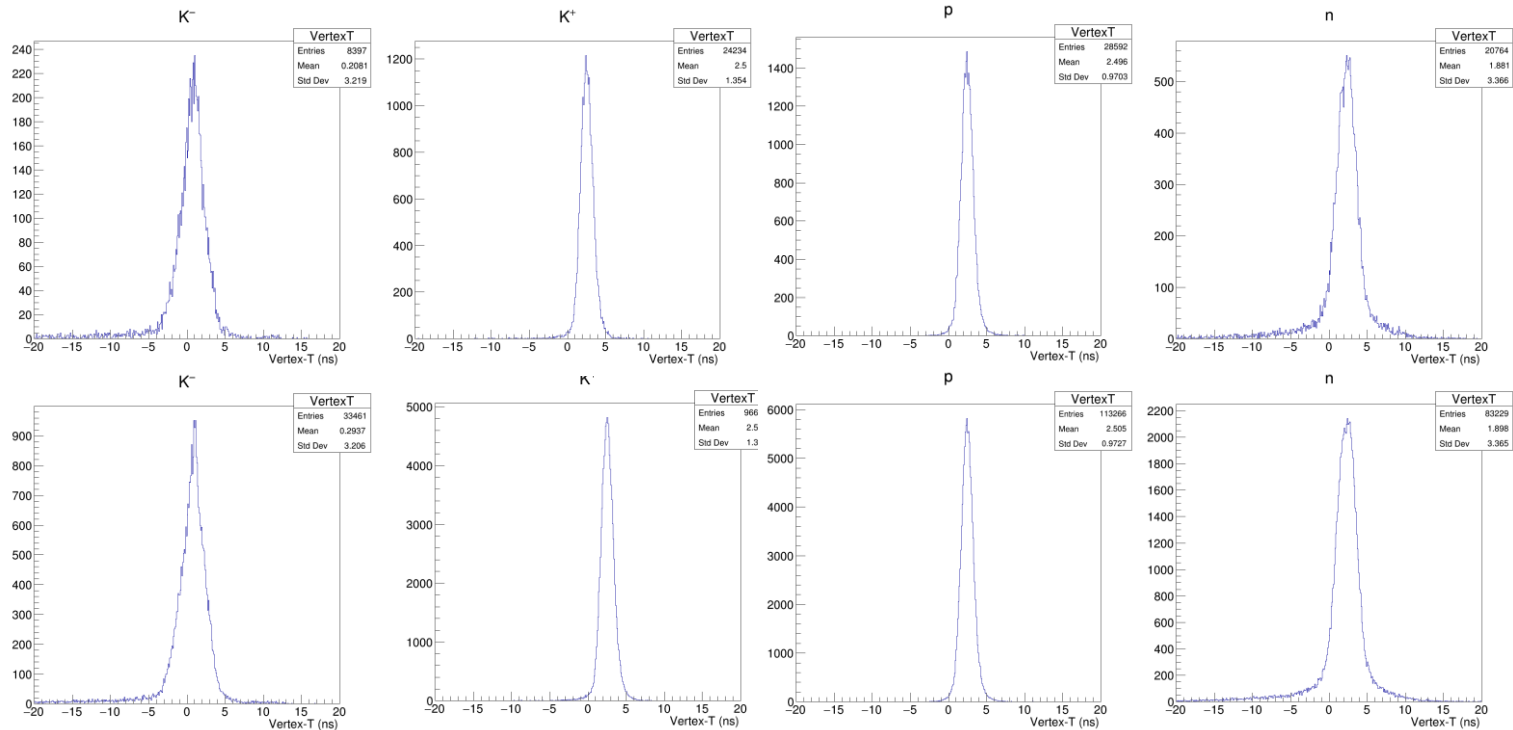 K⁻
VertexT
Entries 8397
Mean 0.2081
Std Dev 3.219
240
220
200
180
160
140
120
100
80
60
40
20
0
−20 −15 −10 −5 0 5 10 15 20
Vertex-T (ns)
K⁺
VertexT
Entries 24234
Mean 2.5
Std Dev 1.354
1200
1000
800
600
400
200
0
−20 −15 −10 −5 0 5 10 15 20
Vertex-T (ns)
p
VertexT
Entries 28592
Mean 2.496
Std Dev 0.9703
1400
1200
1000
800
600
400
200
0
−20 −15 −10 −5 0 5 10 15 20
Vertex-T (ns)
n
VertexT
Entries 20764
Mean 1.881
Std Dev 3.366
500
400
300
200
100
0
−20 −15 −10 −5 0 5 10 15 20
Vertex-T (ns)
K⁻
VertexT
Entries 33461
Mean 0.2937
Std Dev 3.206
900
800
700
600
500
400
300
200
100
0
−20 −15 −10 −5 0 5 10 15 20
Vertex-T (ns)
VertexT
Entries 966
Mean 2.5
Std Dev 1.3
5000
4000
3000
2000
1000
0
−20 −15 −10 −5 0 5 10 15 20
Vertex-T (ns)
p
VertexT
Entries 113266
Mean 2.505
Std Dev 0.9727
6000
5000
4000
3000
2000
1000
0
−20 −15 −10 −5 0 5 10 15 20
Vertex-T (ns)
n
VertexT
Entries 83229
Mean 1.898
Std Dev 3.365
2200
2000
1800
1600
1400
1200
1000
800
600
400
200
0
−20 −15 −10 −5 0 5 10 15 20
Vertex-T (ns)